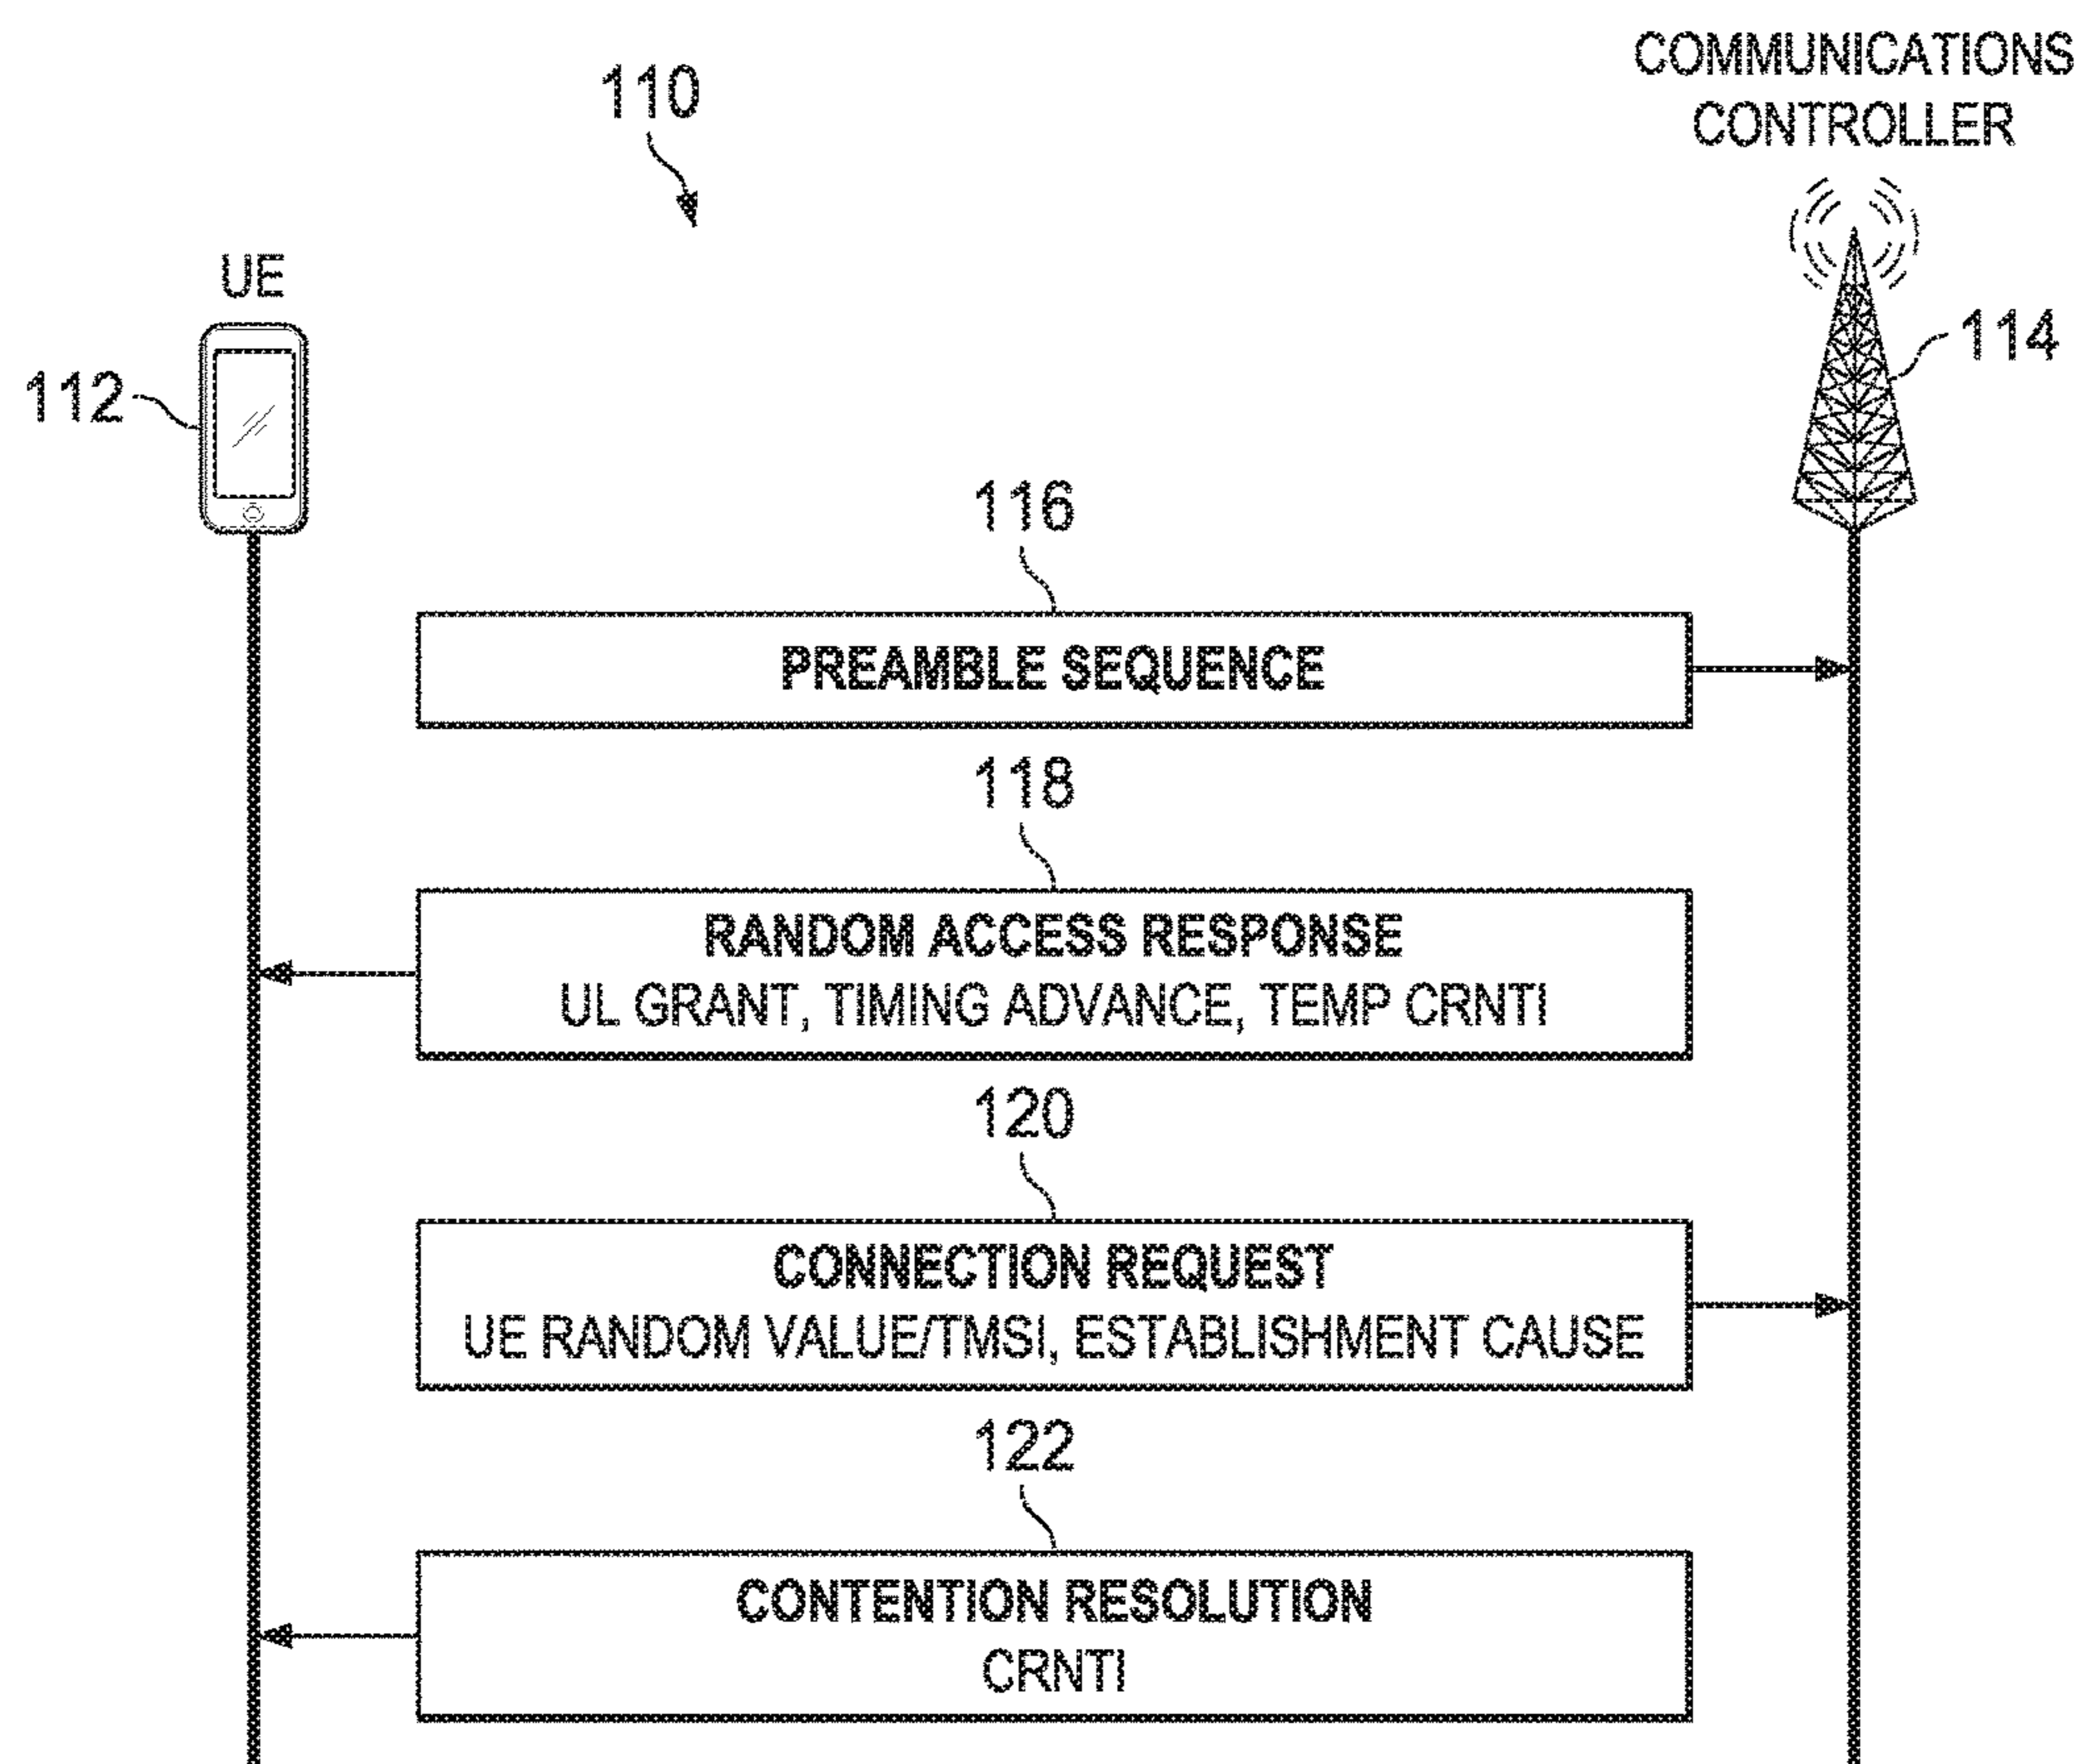 COMMUNICATIONS
CONTROLLER
110
UE
112
114
116
PREAMBLE SEQUENCE
118
RANDOM ACCESS RESPONSE
UL GRANT, TIMING ADVANCE, TEMP CRNTI
120
CONNECTION REQUEST
UE RANDOM VALUE/TMSI, ESTABLISHMENT CAUSE
122
CONTENTION RESOLUTION
CRNTI